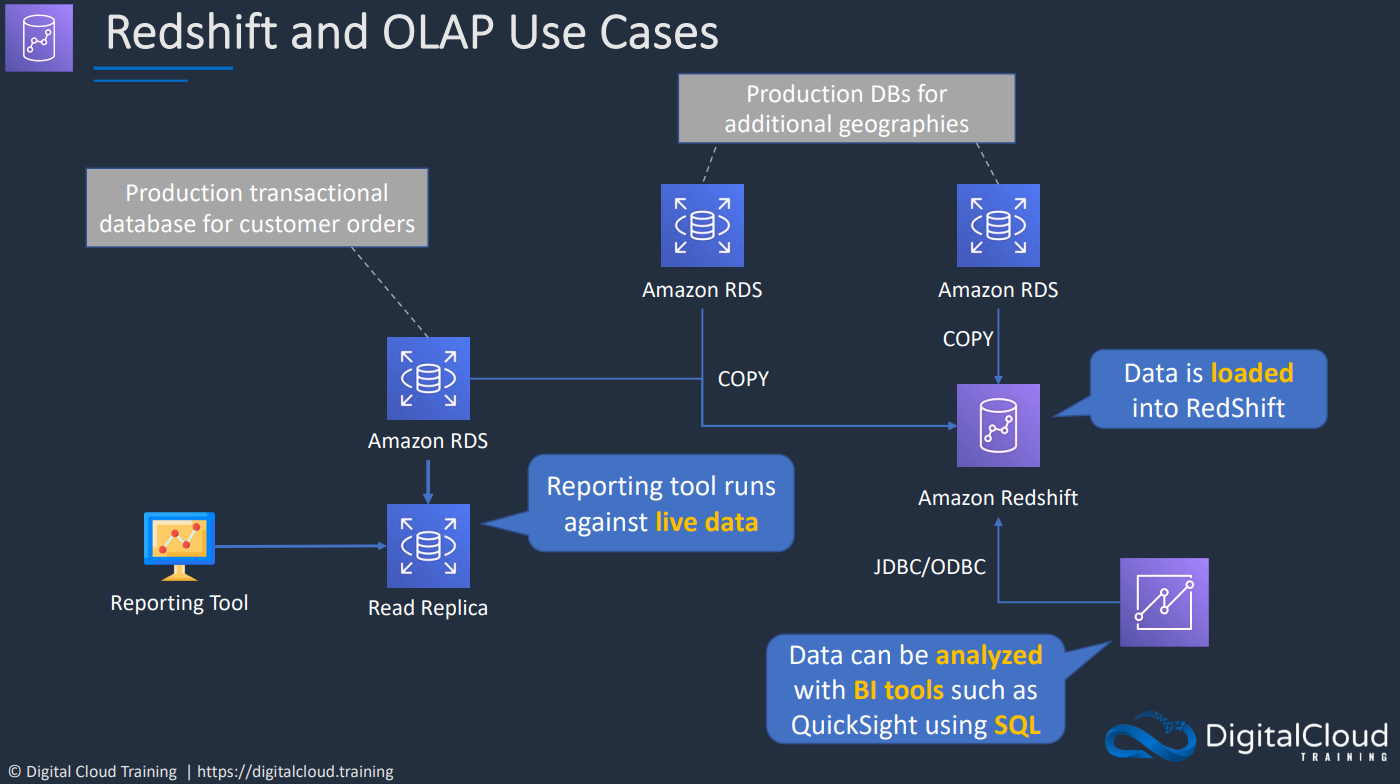 Redshift and OLAP Use Cases
Production DBs for
additional geographies
Production transactional
database for customer orders
Amazon RDS
Amazon RDS
COPY
COPY
Data is loaded
into RedShift
Amazon RDS
Reporting tool runs
against live data
Amazon Redshift
JDBC/ODBC
Reporting Tool
Read Replica
Data can be analyzed
with BI tools such as
QuickSight using SQL
DigitalCloud
TRAINING
© Digital Cloud Training | https://digitalcloud.training